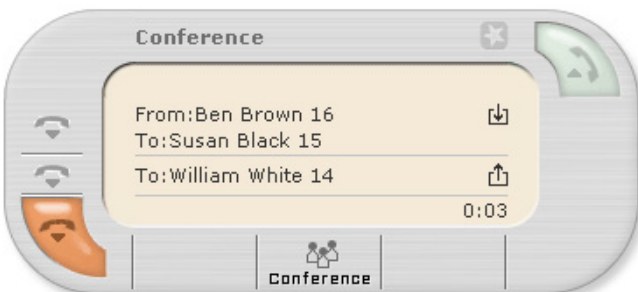 Conference
From:Ben Brown 16
To:Susan Black 15
To:William White 14
0:03
Conference